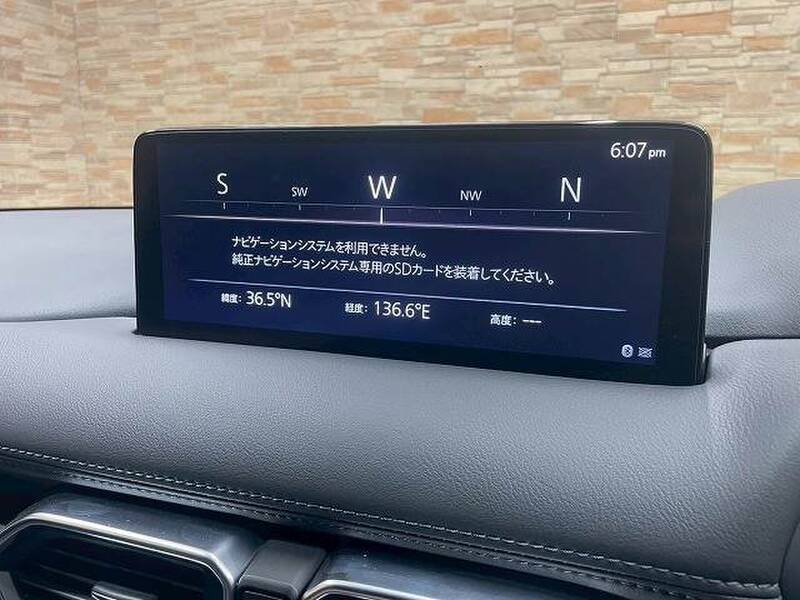 6:07pm
S SW W NW N
ナビゲーションシステムを利用できません。
純正ナビゲーションシステム専用のSDカードを装着してください。
緯度: 36.5°N 経度: 136.6°E 高度: ---